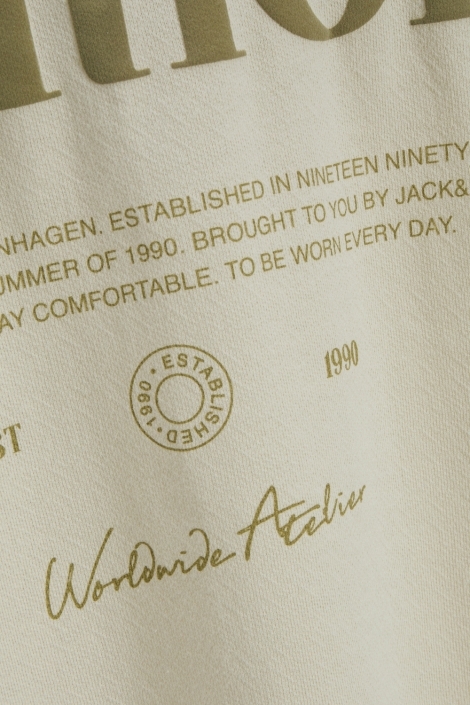 NHAGEN. ESTABLISHED IN NINETEEN NINETY
UMMER OF 1990. BROUGHT TO YOU BY JACK&
AY COMFORTABLE. TO BE WORN EVERY DAY.
• ESTABLISHED • 1990
1990
ST
Worldwide Atelier